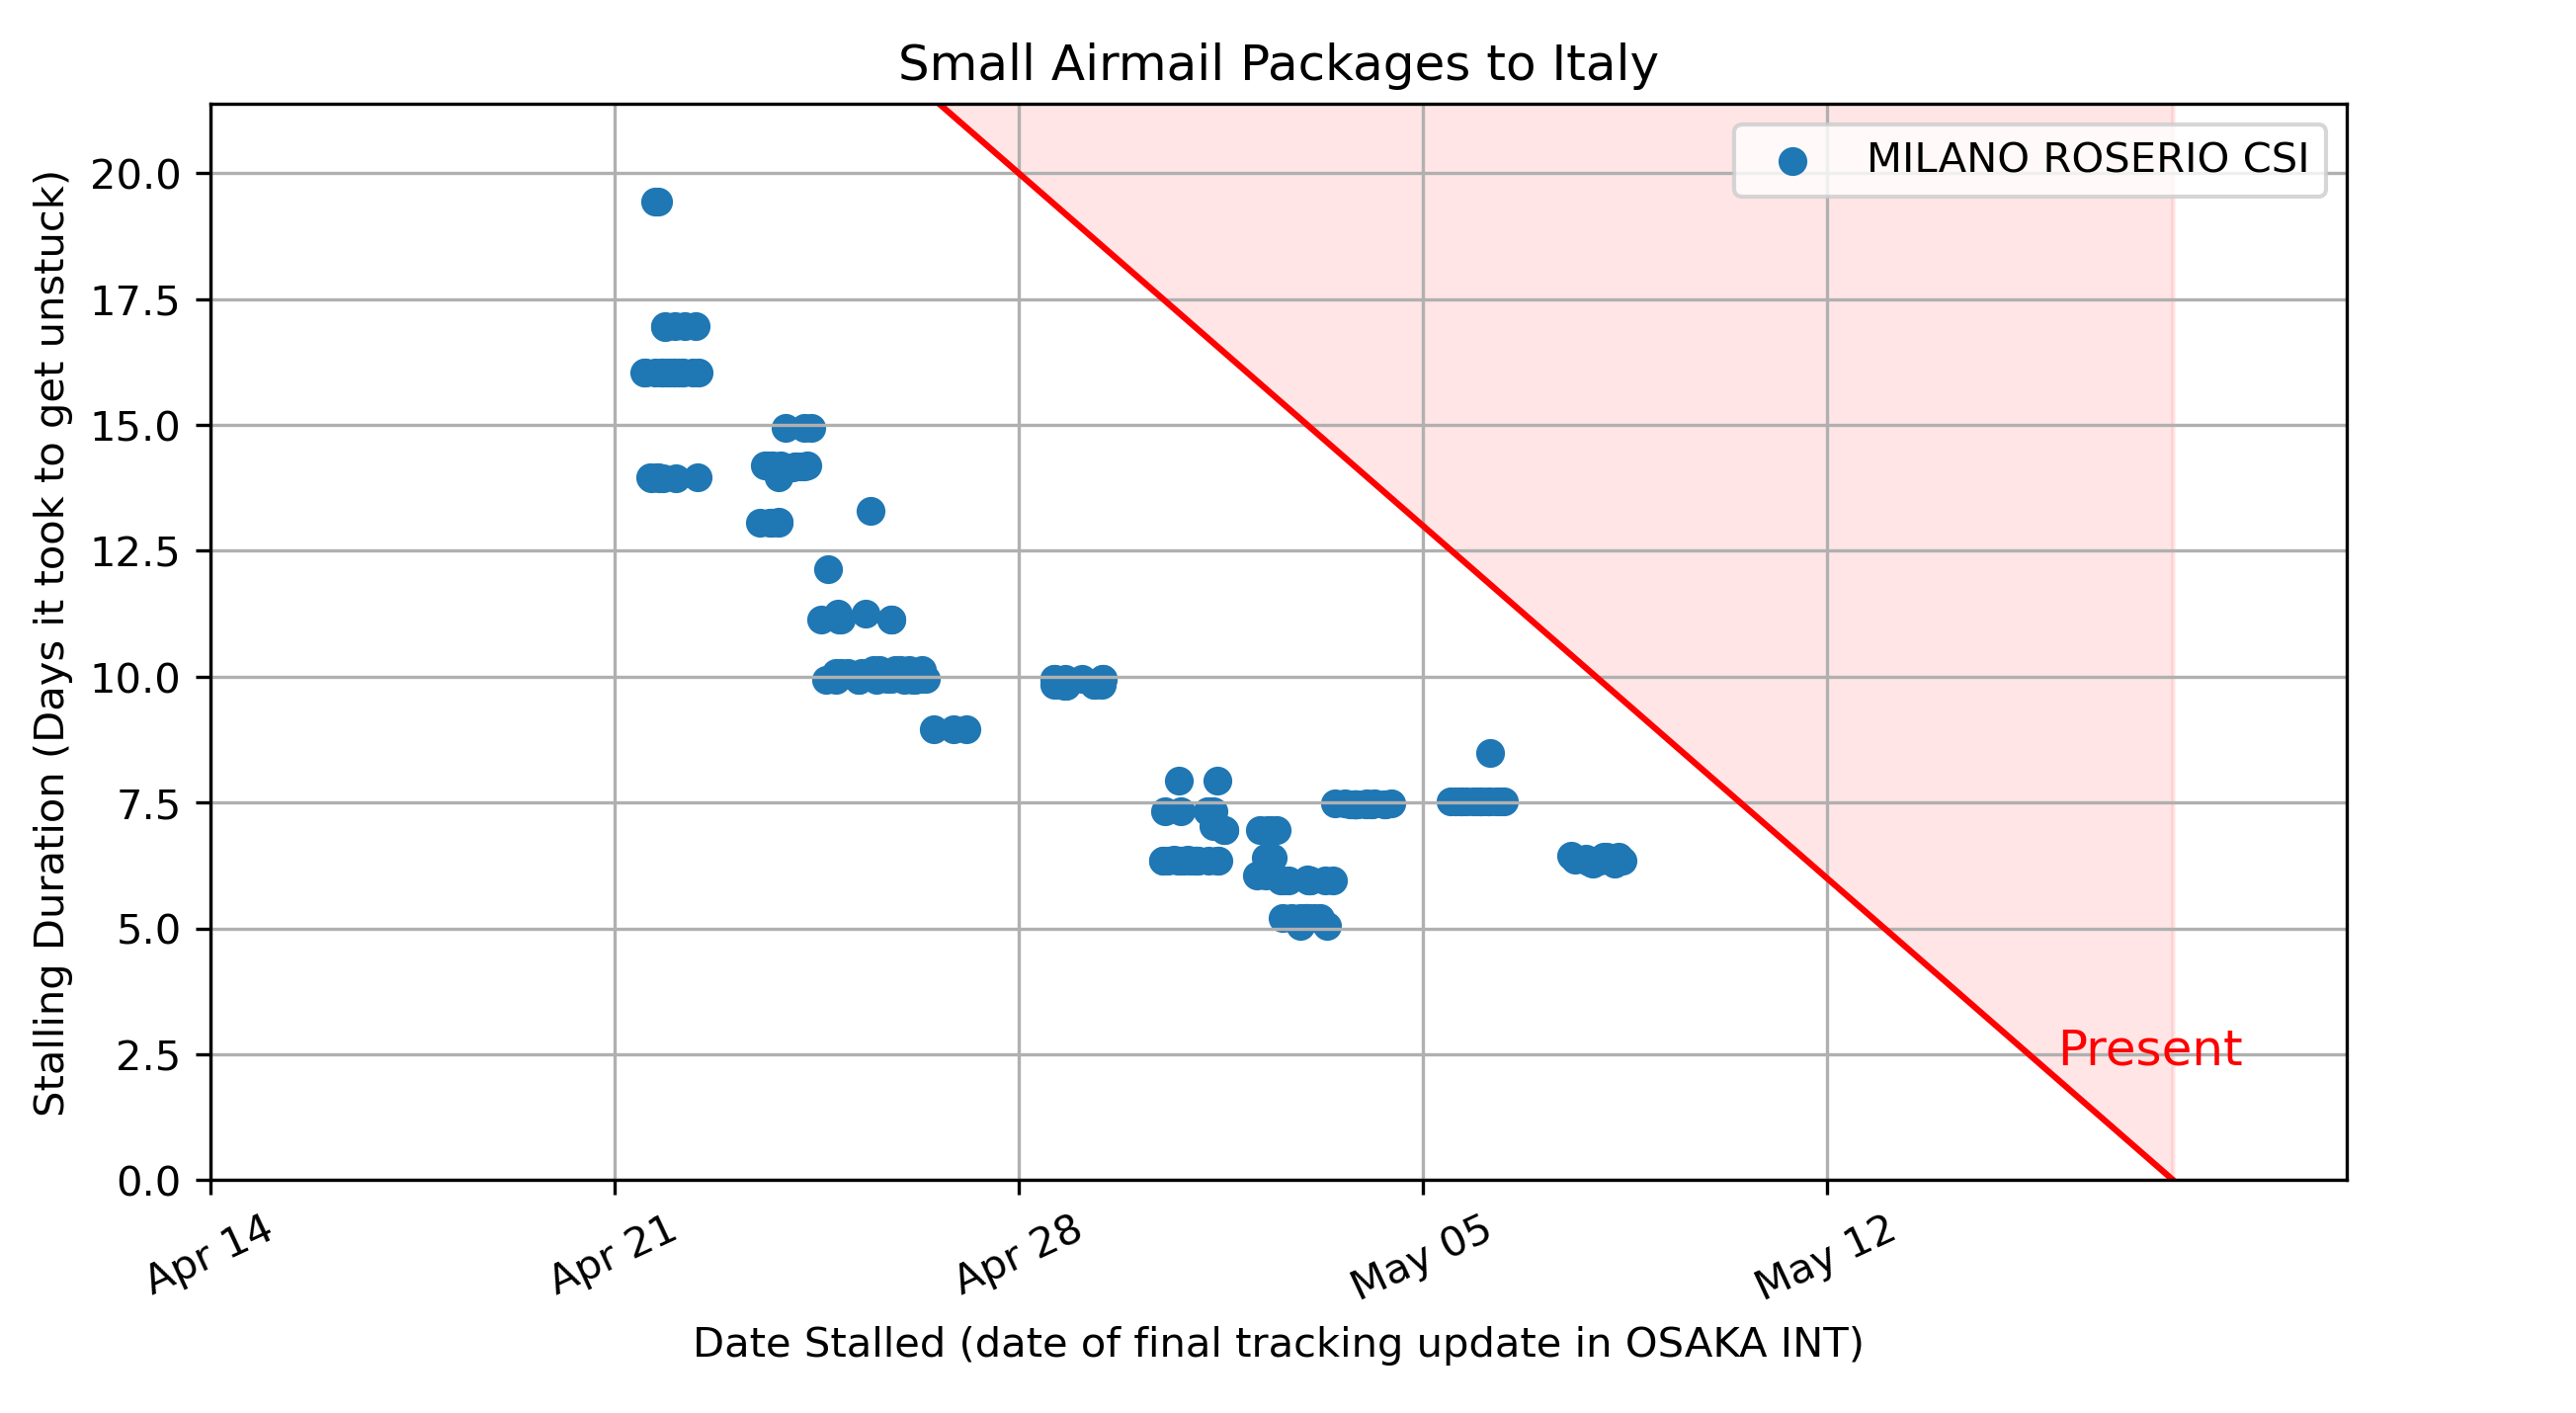 Small Airmail Packages to Italy
MILANO ROSERIO CSI
Stalling Duration (Days it took to get unstuck)
20.0
17.5
15.0
12.5
10.0
7.5
5.0
2.5
0.0
Present
Apr 14
Apr 21
Apr 28
May 05
May 12
Date Stalled (date of final tracking update in OSAKA INT)